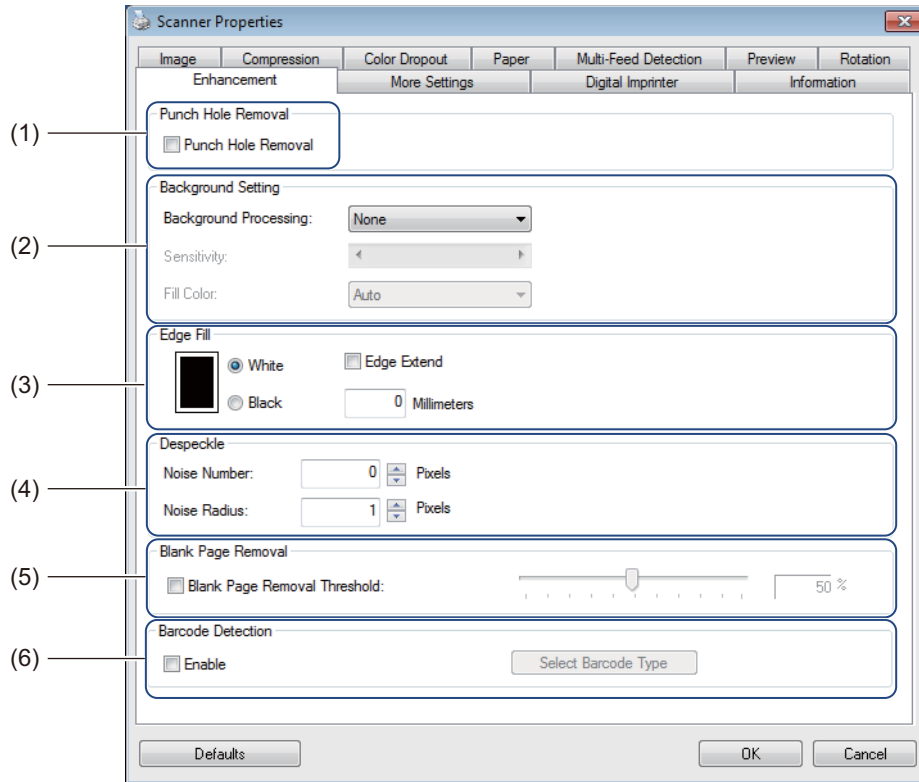 Scanner Properties
Image Compression Color Dropout Paper Multi-Feed Detection Preview Rotation
Enhancement More Settings Digital Imprinter Information
(1)
Punch Hole Removal
Punch Hole Removal
(2)
Background Setting
Background Processing: None
Sensitivity:
Fill Color: Auto
(3)
Edge Fill
White Edge Extend
Black 0 Millimeters
(4)
Despeckle
Noise Number: 0 Pixels
Noise Radius: 1 Pixels
(5)
Blank Page Removal
Blank Page Removal Threshold: 50 %
(6)
Barcode Detection
Enable Select Barcode Type
Defaults OK Cancel